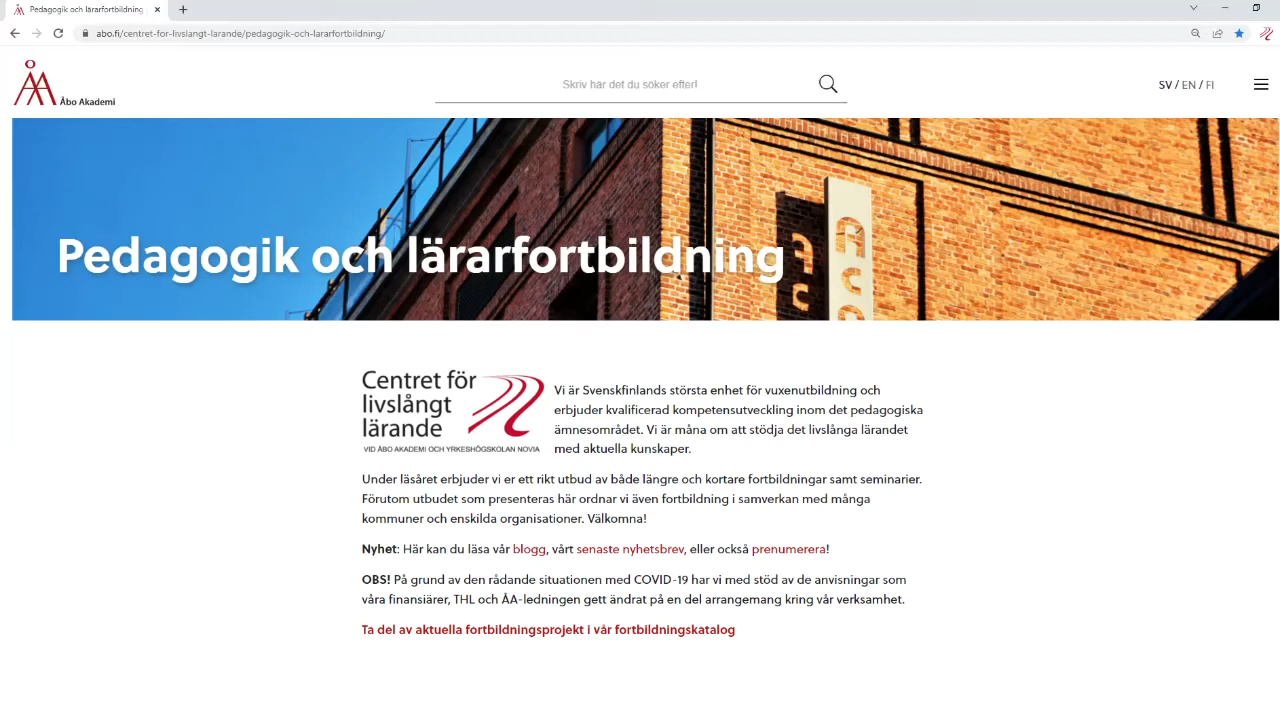 Pedagogik och lärarfortbildning
abo.fi/centret-for-livslangt-larande/pedagogik-och-lararfortbildning/
ÅA Åbo Akademi
Skriv här det du söker efter!
SV / EN / FI
Pedagogik och lärarfortbildning
Centret för
livslångt
lärande
VID ÅBO AKADEMI OCH YRKESHÖGSKOLAN NOVIA
Vi är Svenskfinlands största enhet för vuxenutbildning och
erbjuder kvalificerad kompetensutveckling inom det pedagogiska
ämnesområdet. Vi är måna om att stödja det livslånga lärandet
med aktuella kunskaper.
Under läsåret erbjuder vi er ett rikt utbud av både längre och kortare fortbildningar samt seminarier.
Förutom utbudet som presenteras här ordnar vi även fortbildning i samverkan med många
kommuner och enskilda organisationer. Välkomna!
Nyhet: Här kan du läsa vår blogg, vårt senaste nyhetsbrev, eller också prenumerera!
OBS! På grund av den rådande situationen med COVID-19 har vi med stöd av de anvisningar som
våra finansiärer, THL och ÅA-ledningen gett ändrat på en del arrangemang kring vår verksamhet.
Ta del av aktuella fortbildningsprojekt i vår fortbildningskatalog